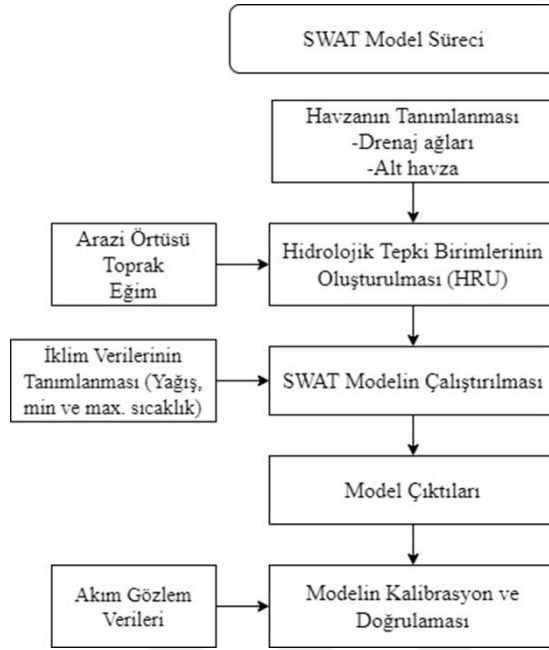 SWAT Model Süreci
Havzanın Tanımlanması
-Drenaj ağları
-Alt havza
Arazi Örtüsü
Toprak
Eğim
Hidrolojik Tepki Birimlerinin
Oluşturulması (HRU)
İklim Verilerinin
Tanımlanması (Yağış,
min ve max. sıcaklık)
SWAT Modelin Çalıştırılması
Model Çıktıları
Akım Gözlem
Verileri
Modelin Kalibrasyon ve
Doğrulaması